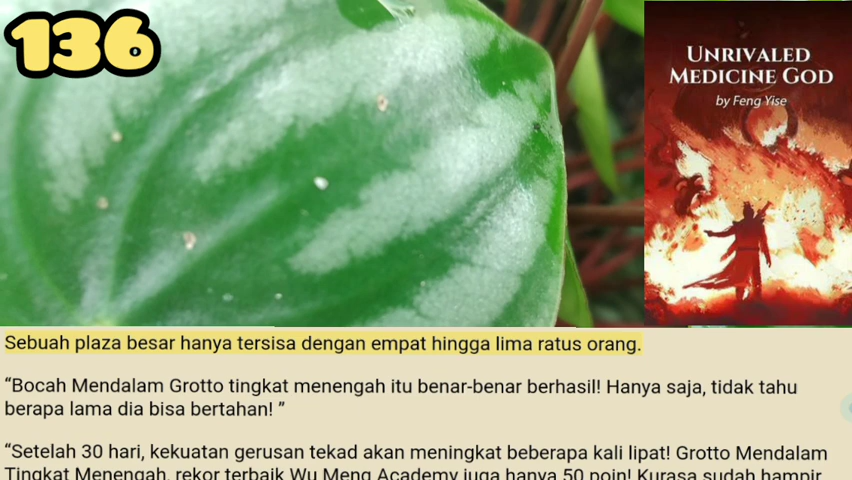 136
UNRIVALED
MEDICINE GOD
by Feng Yise
Sebuah plaza besar hanya tersisa dengan empat hingga lima ratus orang.
“Bocah Mendalam Grotto tingkat menengah itu benar-benar berhasil! Hanya saja, tidak tahu
berapa lama dia bisa bertahan! ”
“Setelah 30 hari, kekuatan gerusan tekad akan meningkat beberapa kali lipat! Grotto Mendalam
Tingkat Menengah, rekor terbaik Wu Meng Academy juga hanya 50 poin! Kurasa sudah hampir